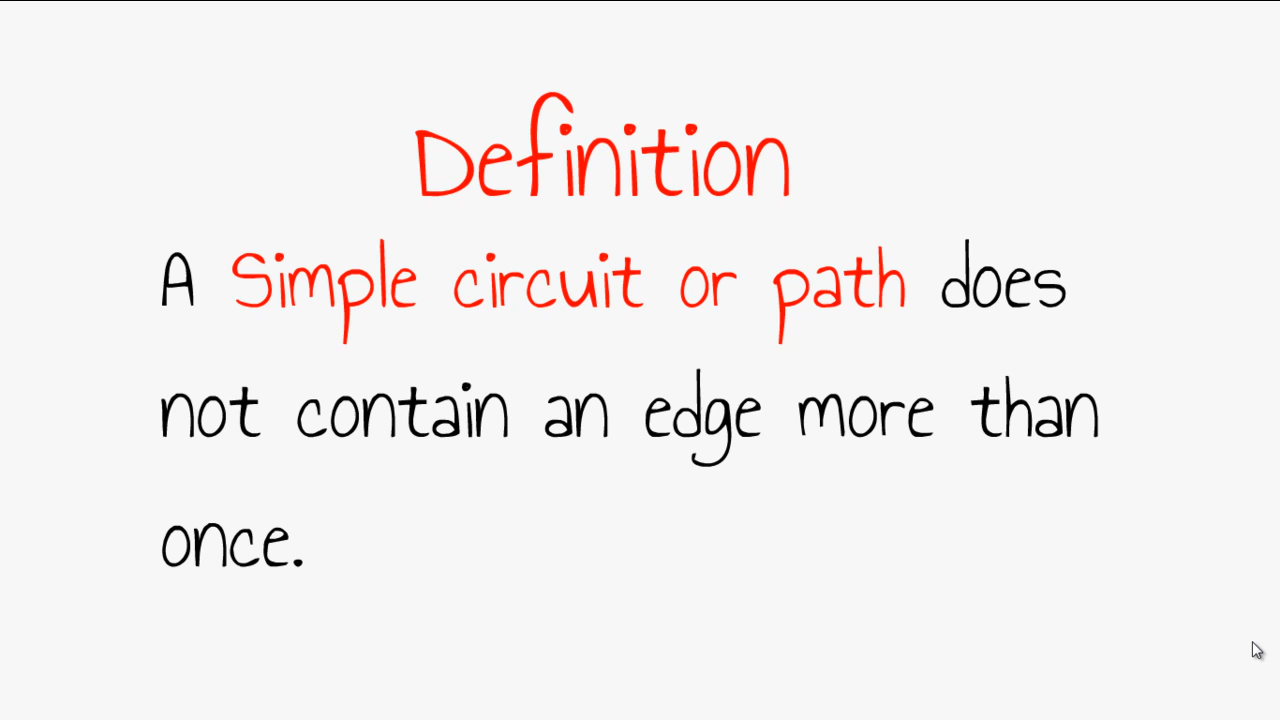 Definition
A Simple circuit or path does
not contain an edge more than
once.